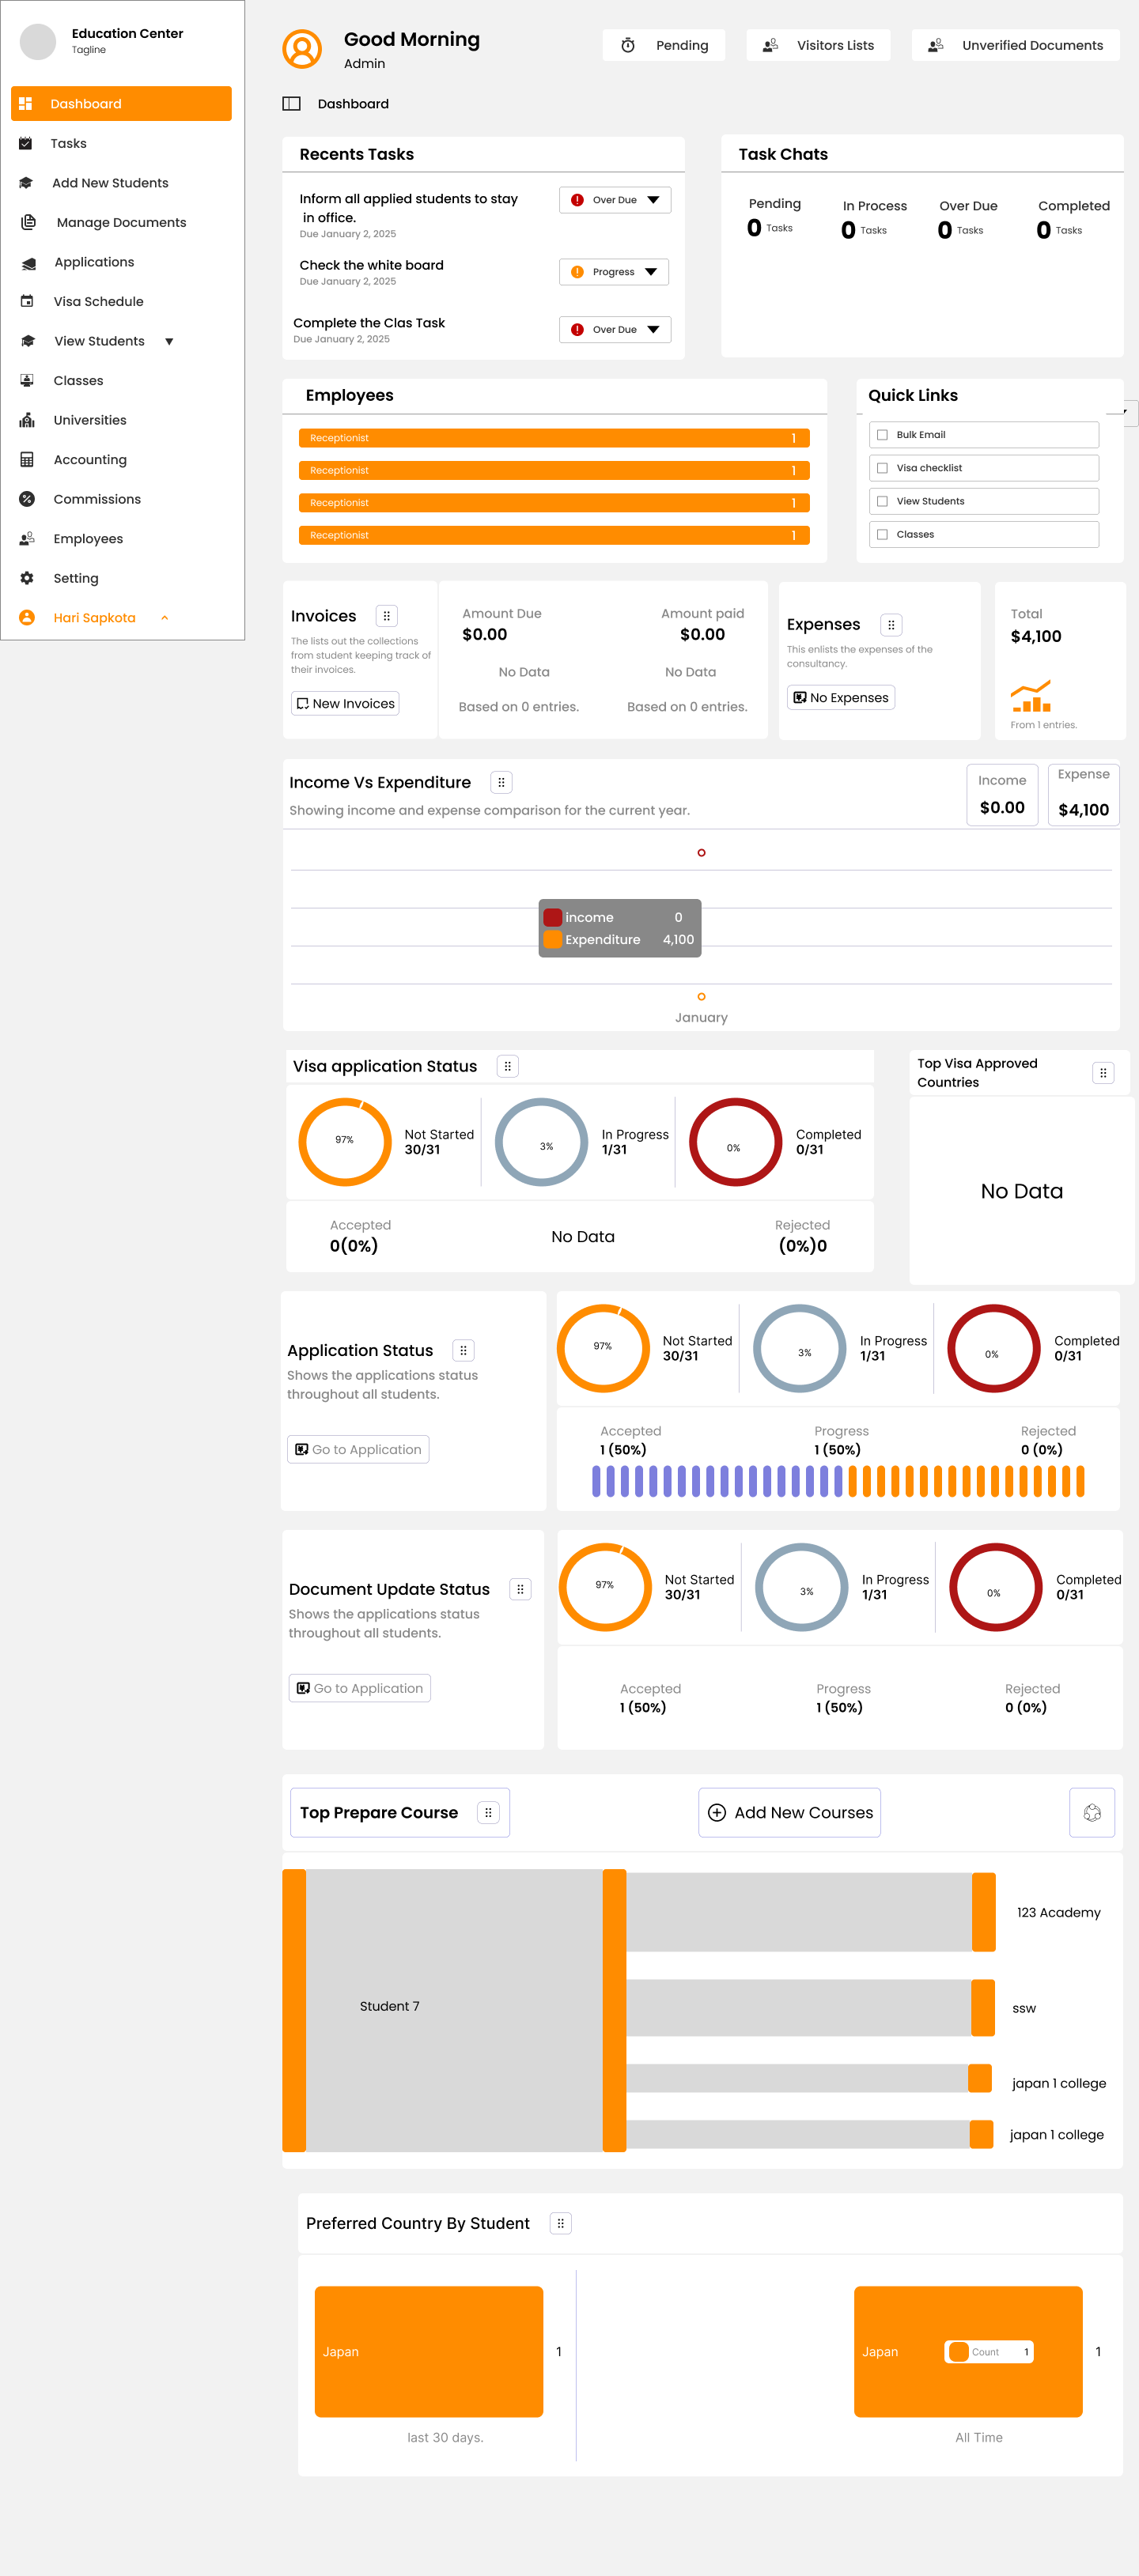 Education Center
Tagline
Dashboard
Tasks
Add New Students
Manage Documents
Applications
Visa Schedule
View Students
Classes
Universities
Accounting
Commissions
Employees
Setting
Hari Sapkota
Good Morning
Admin
Pending
Visitors Lists
Unverified Documents
Dashboard
Recents Tasks
Inform all applied students to stay
in office.
Due January 2, 2025
Over Due
Check the white board
Due January 2, 2025
Progress
Complete the Clas Task
Due January 2, 2025
Over Due
Task Chats
Pending
0 Tasks
In Process
0 Tasks
Over Due
0 Tasks
Completed
0 Tasks
Employees
Receptionist 1
Receptionist 1
Receptionist 1
Receptionist 1
Quick Links
Bulk Email
Visa checklist
View Students
Classes
Invoices
The lists out the collections
from student keeping track of
their invoices.
New Invoices
Amount Due
$0.00
No Data
Based on 0 entries.
Amount paid
$0.00
No Data
Based on 0 entries.
Expenses
This enlists the expenses of the
consultancy.
No Expenses
Total
$4,100
From 1 entries.
Income Vs Expenditure
Showing income and expense comparison for the current year.
Income
$0.00
Expense
$4,100
income 0
Expenditure 4,100
January
Visa application Status
97%
Not Started
30/31
3%
In Progress
1/31
0%
Completed
0/31
Accepted
0(0%)
No Data
Rejected
(0%)0
Top Visa Approved
Countries
No Data
Application Status
Shows the applications status
throughout all students.
Go to Application
97%
Not Started
30/31
3%
In Progress
1/31
0%
Completed
0/31
Accepted
1 (50%)
Progress
1 (50%)
Rejected
0 (0%)
Document Update Status
Shows the applications status
throughout all students.
Go to Application
97%
Not Started
30/31
3%
In Progress
1/31
0%
Completed
0/31
Accepted
1 (50%)
Progress
1 (50%)
Rejected
0 (0%)
Top Prepare Course
Add New Courses
Student 7
123 Academy
ssw
japan 1 college
japan 1 college
Preferred Country By Student
Japan
1
last 30 days.
Japan
Count 1
1
All Time